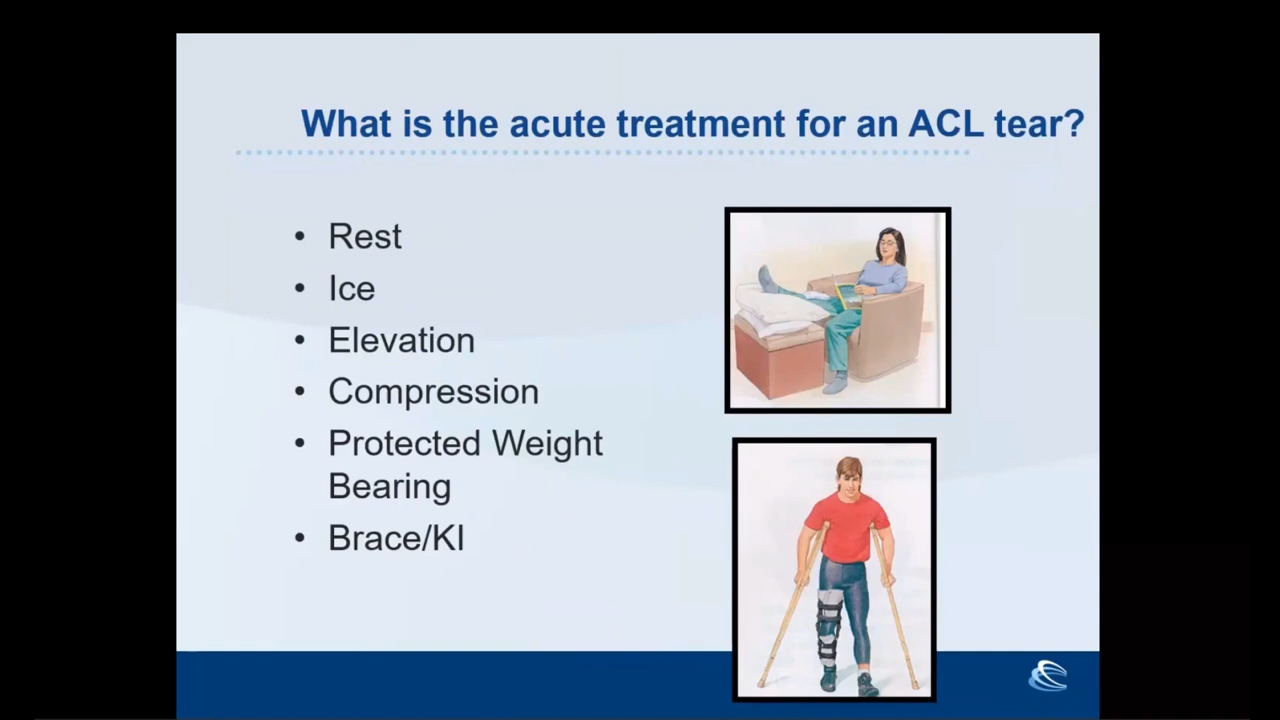 What is the acute treatment for an ACL tear?
• Rest
• Ice
• Elevation
• Compression
• Protected Weight
Bearing
• Brace/KI